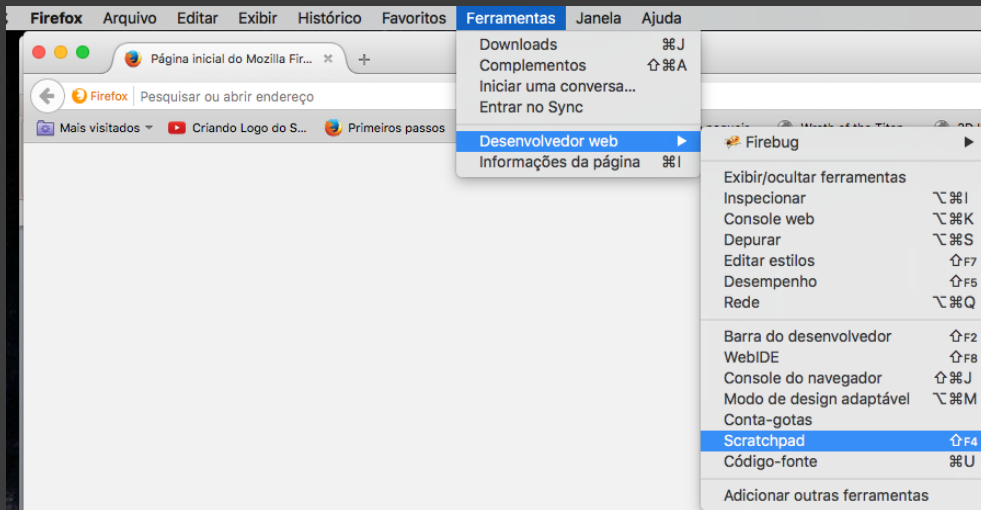 Firefox Arquivo Editar Exibir Histórico Favoritos Ferramentas Janela Ajuda
Página inicial do Mozilla Fir...
Firefox Pesquisar ou abrir endereço
Mais visitados Criando Logo do S... Primeiros passos
Downloads ⌘J
Complementos ⇧⌘A
Iniciar uma conversa...
Entrar no Sync
Desenvolvedor web
Informações da página ⌘I
Firebug
Exibir/ocultar ferramentas
Inspecionar ⌥⌘I
Console web ⌥⌘K
Depurar ⌥⌘S
Editar estilos ⇧F7
Desempenho ⇧F5
Rede ⌥⌘Q
Barra do desenvolvedor ⇧F2
WebIDE ⇧F8
Console do navegador ⇧⌘J
Modo de design adaptável ⌥⌘M
Conta-gotas
Scratchpad ⇧F4
Código-fonte ⌘U
Adicionar outras ferramentas